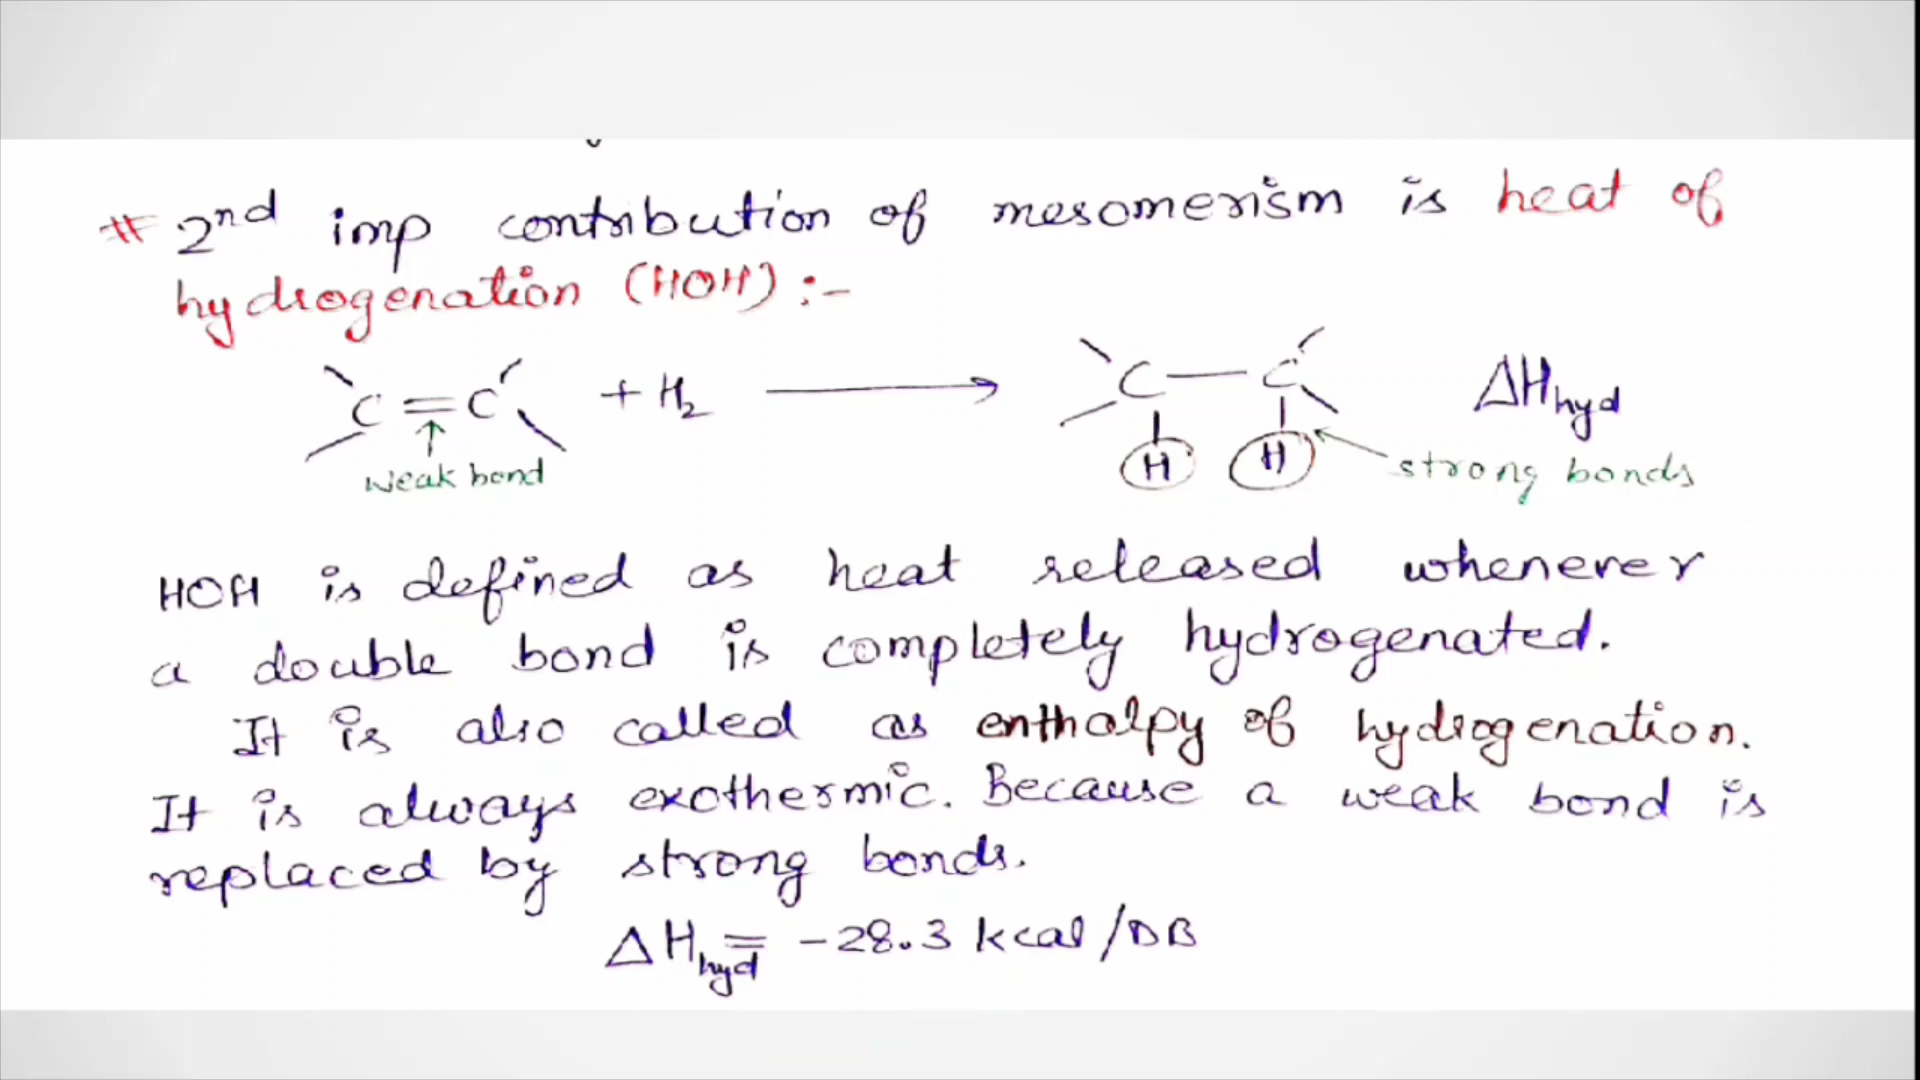 # 2nd imp contribution of mesomerism is heat of
hydrogenation (HOH) :-
C = C + H2 → C — C ΔHhyd
H H
weak bond strong bonds
HOH is defined as heat released whenever
a double bond is completely hydrogenated.
It is also called as enthalpy of hydrogenation.
It is always exothermic. Because a weak bond is
replaced by strong bonds.
ΔHhyd = -28.3 kcal/DB